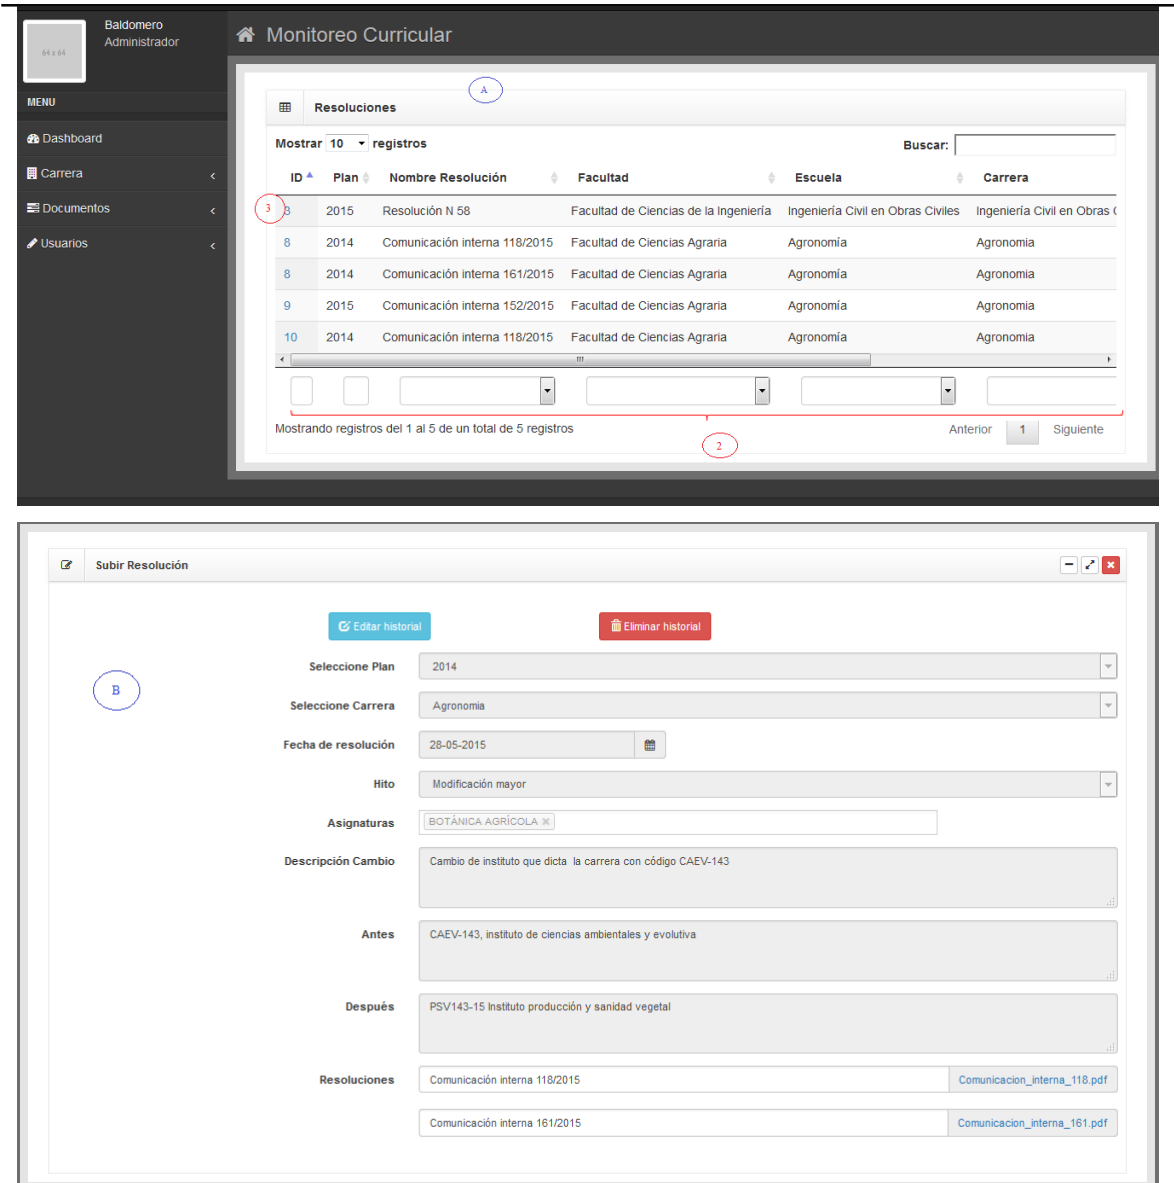 Baldomero
Administrador
64 x 64
Monitoreo Curricular
MENU
Dashboard
Carrera
Documentos
Usuarios
A
Resoluciones
Mostrar 10 registros
Buscar:
ID Plan Nombre Resolución Facultad Escuela Carrera
3
3 2015 Resolución N 58 Facultad de Ciencias de la Ingeniería Ingeniería Civil en Obras Civiles Ingeniería Civil en Obras C
8 2014 Comunicación interna 118/2015 Facultad de Ciencias Agraria Agronomía Agronomia
8 2014 Comunicación interna 161/2015 Facultad de Ciencias Agraria Agronomía Agronomia
9 2015 Comunicación interna 152/2015 Facultad de Ciencias Agraria Agronomía Agronomia
10 2014 Comunicación interna 118/2015 Facultad de Ciencias Agraria Agronomía Agronomia
Mostrando registros del 1 al 5 de un total de 5 registros
2
Anterior 1 Siguiente
Subir Resolución
Editar historial Eliminar historial
B
Seleccione Plan 2014
Seleccione Carrera Agronomia
Fecha de resolución 28-05-2015
Hito Modificación mayor
Asignaturas BOTÁNICA AGRÍCOLA
Descripción Cambio Cambio de instituto que dicta la carrera con código CAEV-143
Antes CAEV-143, instituto de ciencias ambientales y evolutiva
Después PSV143-15 Instituto producción y sanidad vegetal
Resoluciones Comunicación interna 118/2015 Comunicacion_interna_118.pdf
Comunicación interna 161/2015 Comunicacion_interna_161.pdf